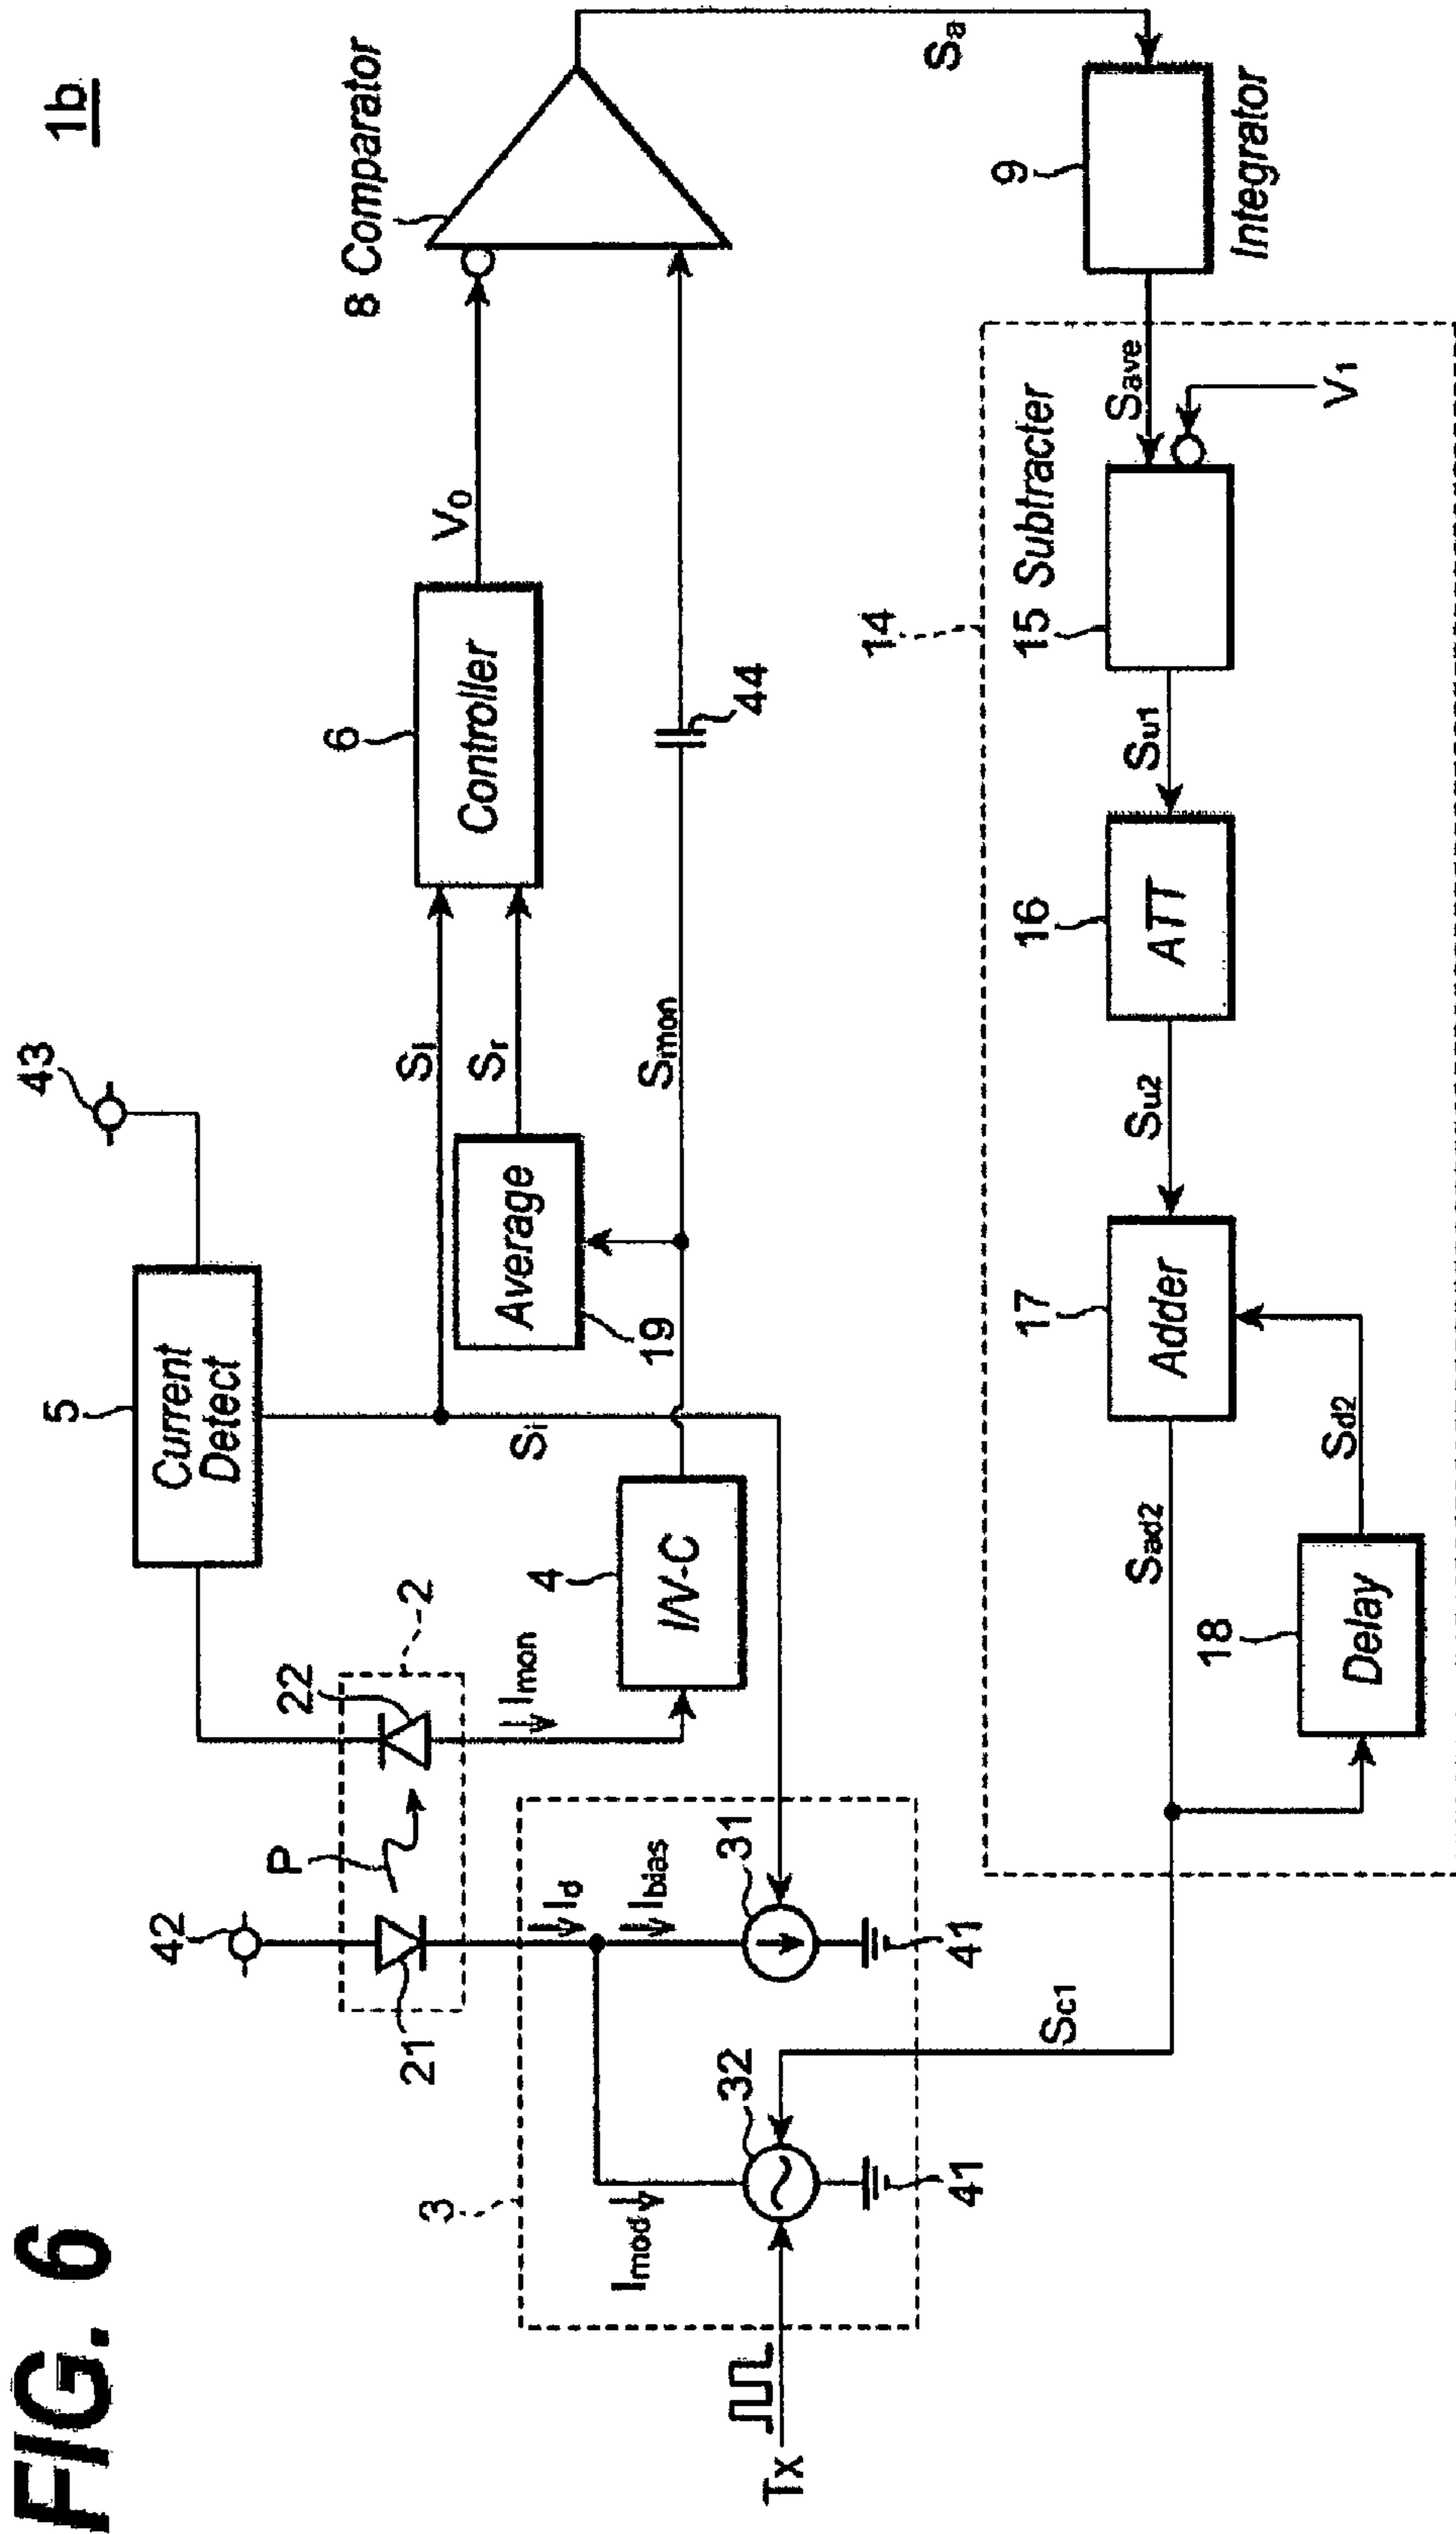 FIG. 6
1b
43
42
5
Current
Detect
P
22
2
21
Si
Sr
Si
6
Controller
Average
19
V0
8 Comparator
Imon
4
I/V-C
Smon
44
3
Id
Ibias
Imod
31
32
41
41
Tx
Sc1
Sa
14
9
Integrator
Save
V1
15 Subtracter
Su1
16
ATT
Su2
17
Adder
Sad2
Sd2
18
Delay